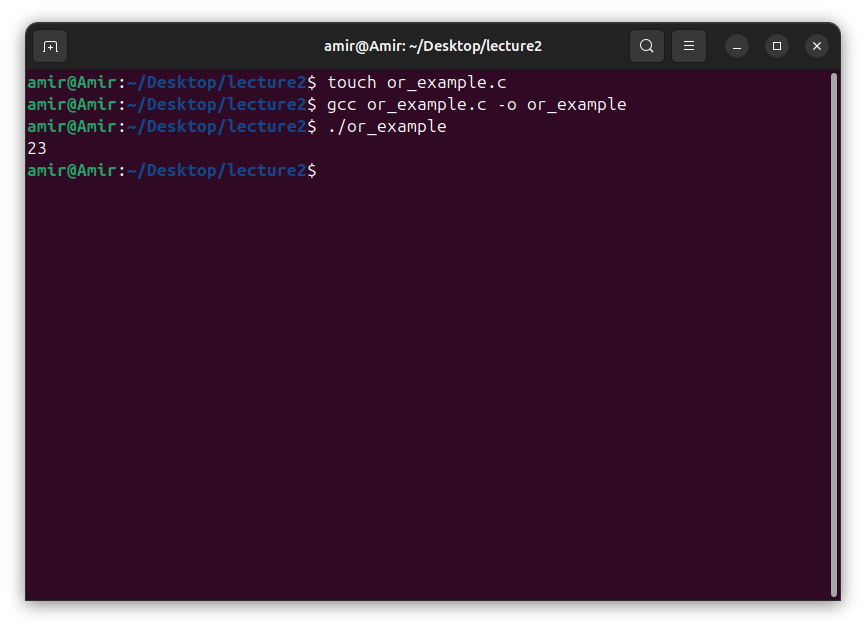 amir@Amir: ~/Desktop/lecture2
amir@Amir:~/Desktop/lecture2$ touch or_example.c
amir@Amir:~/Desktop/lecture2$ gcc or_example.c -o or_example
amir@Amir:~/Desktop/lecture2$ ./or_example
23
amir@Amir:~/Desktop/lecture2$